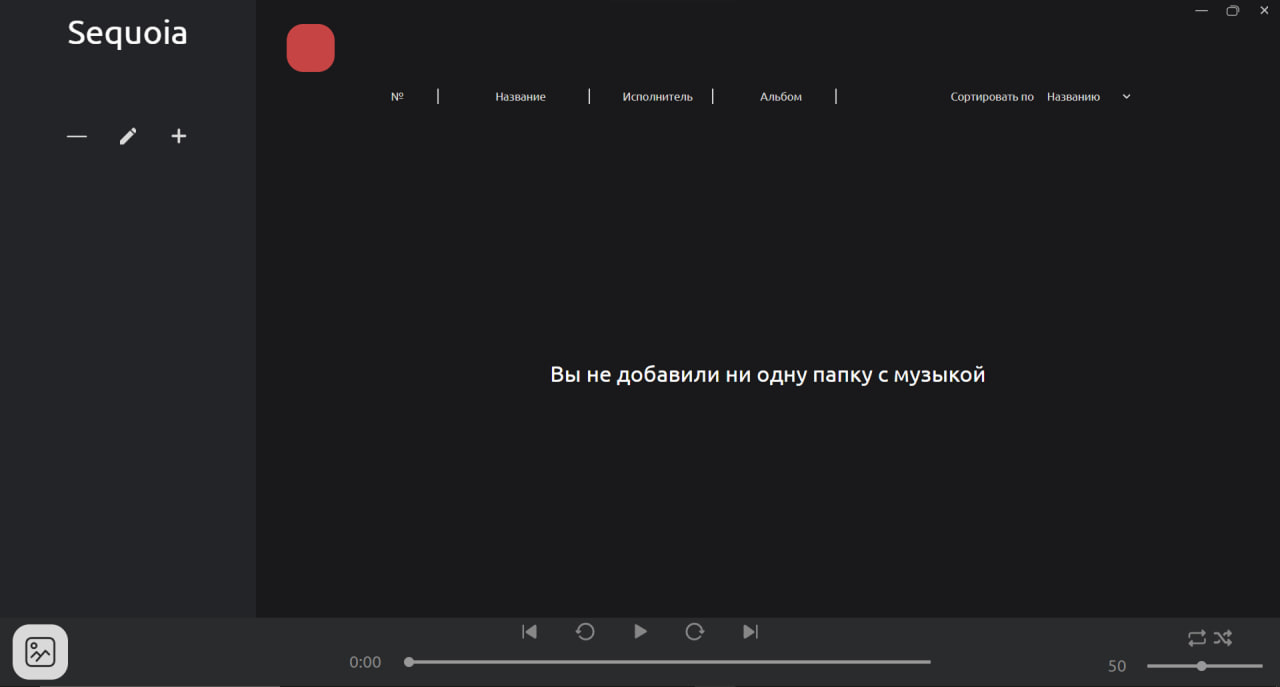 Sequoia
№ Название Исполнитель Альбом Сортировать по Названию
Вы не добавили ни одну папку с музыкой
0:00
50